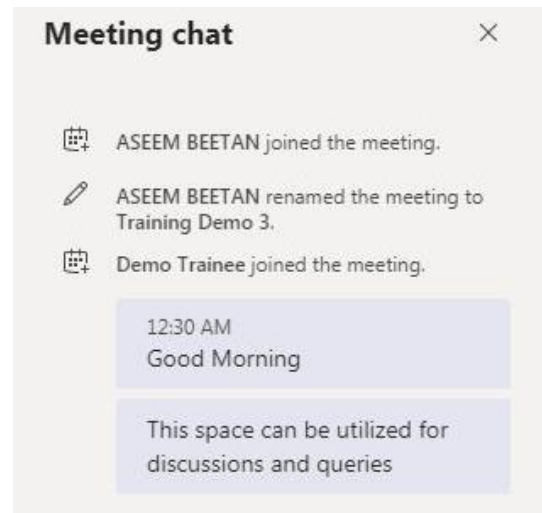 Meeting chat
ASEEM BEETAN joined the meeting.
ASEEM BEETAN renamed the meeting to
Training Demo 3.
Demo Trainee joined the meeting.
12:30 AM
Good Morning
This space can be utilized for
discussions and queries